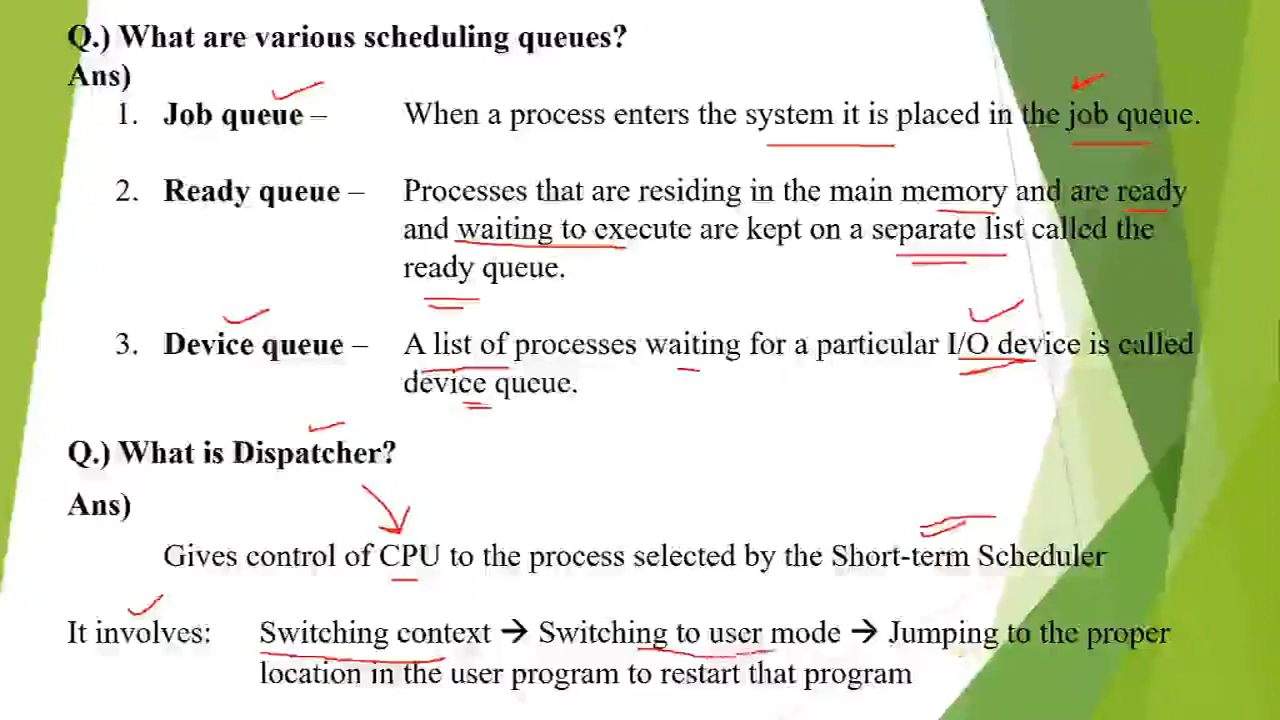 Q.) What are various scheduling queues?
Ans)
1. Job queue – When a process enters the system it is placed in the job queue.
2. Ready queue – Processes that are residing in the main memory and are ready
and waiting to execute are kept on a separate list called the
ready queue.
3. Device queue – A list of processes waiting for a particular I/O device is called
device queue.
Q.) What is Dispatcher?
Ans)
Gives control of CPU to the process selected by the Short-term Scheduler
It involves: Switching context → Switching to user mode → Jumping to the proper
location in the user program to restart that program